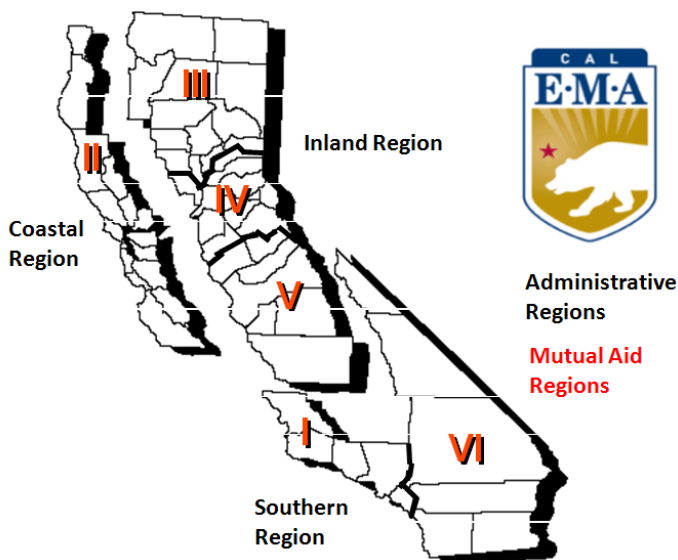 CAL
E·M·A
III
Inland Region
II
IV
Coastal
Region
V
Administrative
Regions
Mutual Aid
Regions
I
VI
Southern
Region